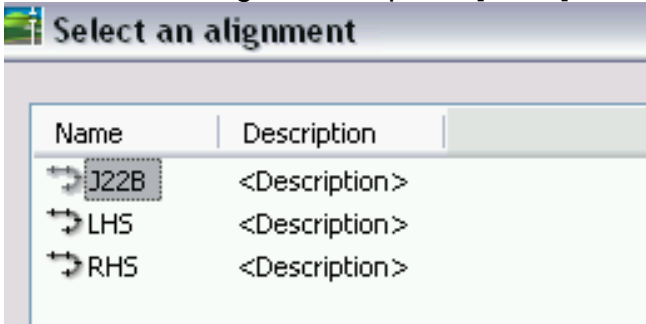 Select an alignment
Name Description
J22B <Description>
LHS <Description>
RHS <Description>